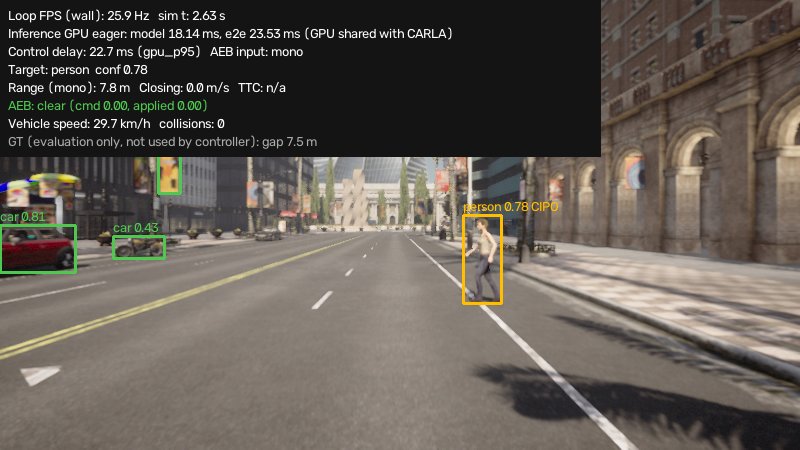 Loop FPS (wall): 25.9 Hz   sim t: 2.63 s
Inference GPU eager: model 18.14 ms, e2e 23.53 ms (GPU shared with CARLA)
Control delay: 22.7 ms (gpu_p95)   AEB input: mono
Target: person  conf 0.78
Range (mono): 7.8 m   Closing: 0.0 m/s   TTC: n/a
AEB: clear (cmd 0.00, applied 0.00)
Vehicle speed: 29.7 km/h   collisions: 0
GT (evaluation only, not used by controller): gap 7.5 m
car 0.81
car 0.43
person 0.78 CIPO